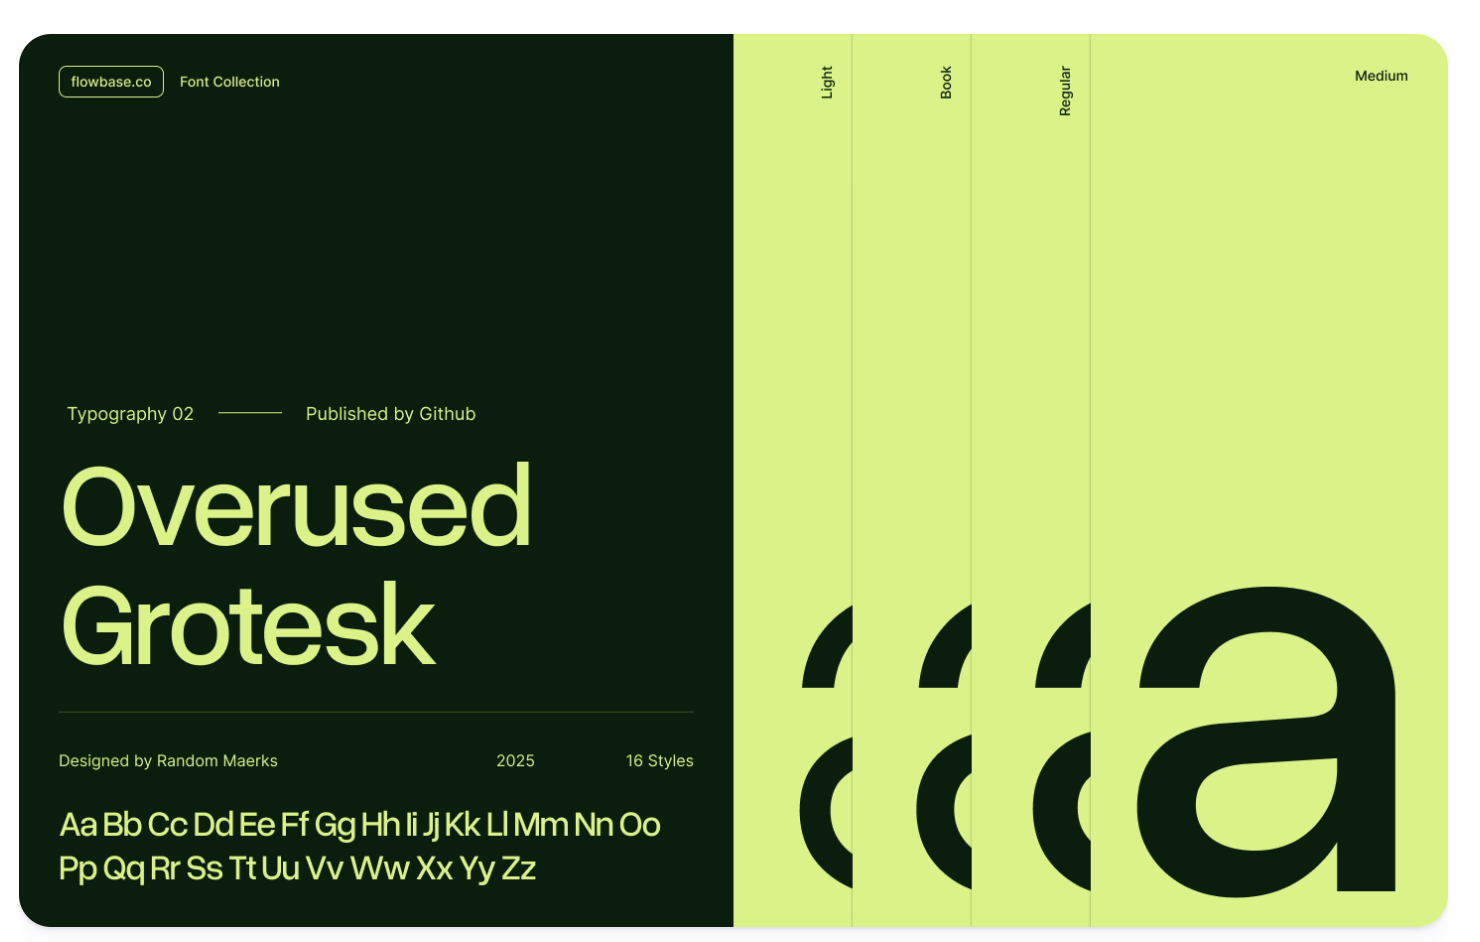 flowbase.co Font Collection
Light
Book
Regular
Medium
Typography 02 Published by Github
Overused
Grotesk
Designed by Random Maerks 2025 16 Styles
Aa Bb Cc Dd Ee Ff Gg Hh Ii Jj Kk Ll Mm Nn Oo
Pp Qq Rr Ss Tt Uu Vv Ww Xx Yy Zz
a a a a